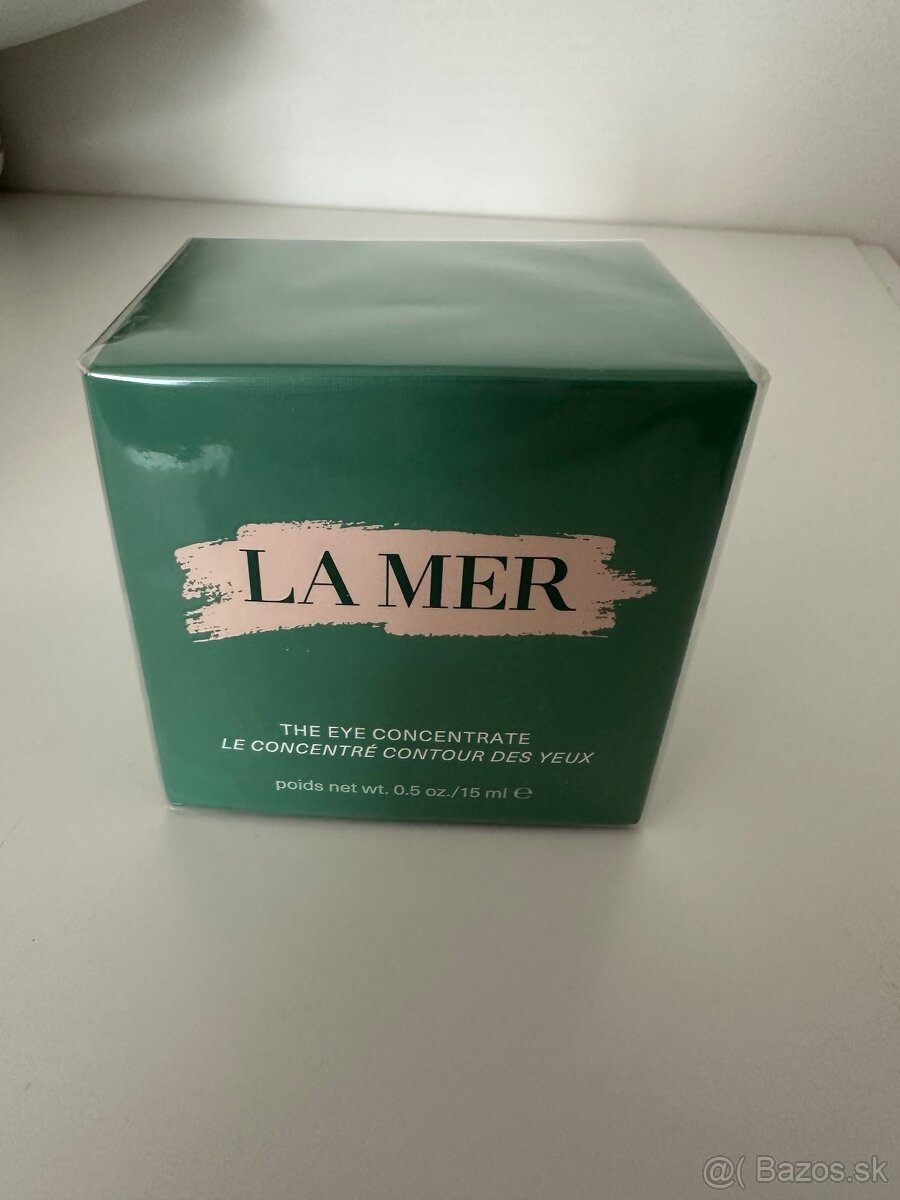 LA MER
THE EYE CONCENTRATE
LE CONCENTRÉ CONTOUR DES YEUX
poids net wt. 0.5 oz./15 ml ℮
@( Bazos.sk